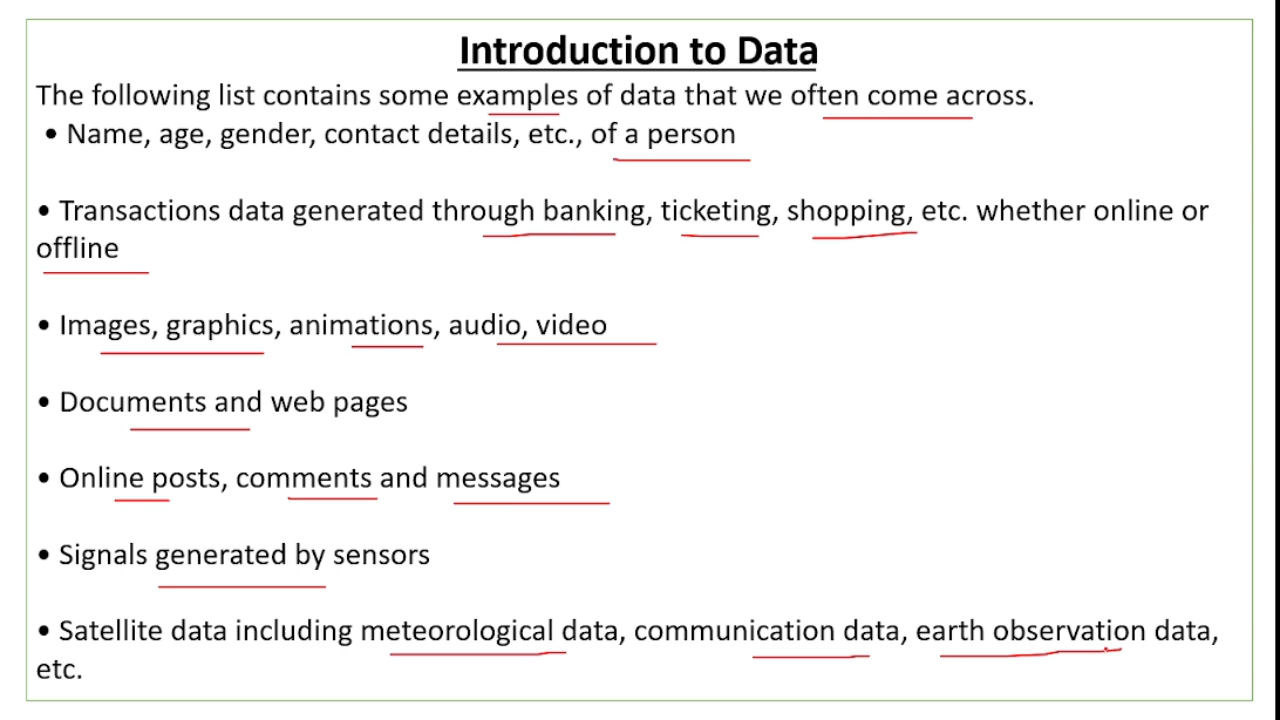 Introduction to Data
The following list contains some examples of data that we often come across.
• Name, age, gender, contact details, etc., of a person
• Transactions data generated through banking, ticketing, shopping, etc. whether online or
offline
• Images, graphics, animations, audio, video
• Documents and web pages
• Online posts, comments and messages
• Signals generated by sensors
• Satellite data including meteorological data, communication data, earth observation data,
etc.